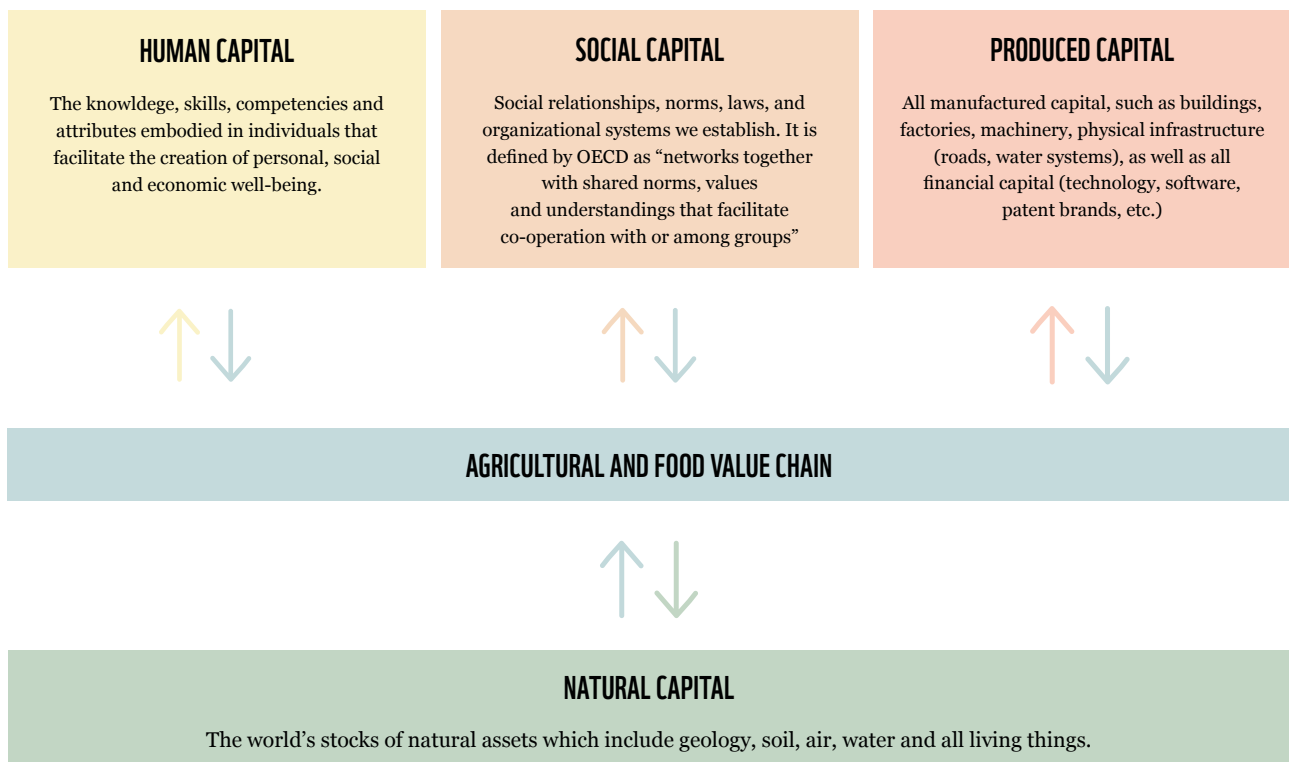 HUMAN CAPITAL
The knowldege, skills, competencies and
attributes embodied in individuals that
facilitate the creation of personal, social
and economic well-being.
SOCIAL CAPITAL
Social relationships, norms, laws, and
organizational systems we establish. It is
defined by OECD as “networks together
with shared norms, values
and understandings that facilitate
co-operation with or among groups”
PRODUCED CAPITAL
All manufactured capital, such as buildings,
factories, machinery, physical infrastructure
(roads, water systems), as well as all
financial capital (technology, software,
patent brands, etc.)
AGRICULTURAL AND FOOD VALUE CHAIN
NATURAL CAPITAL
The world’s stocks of natural assets which include geology, soil, air, water and all living things.